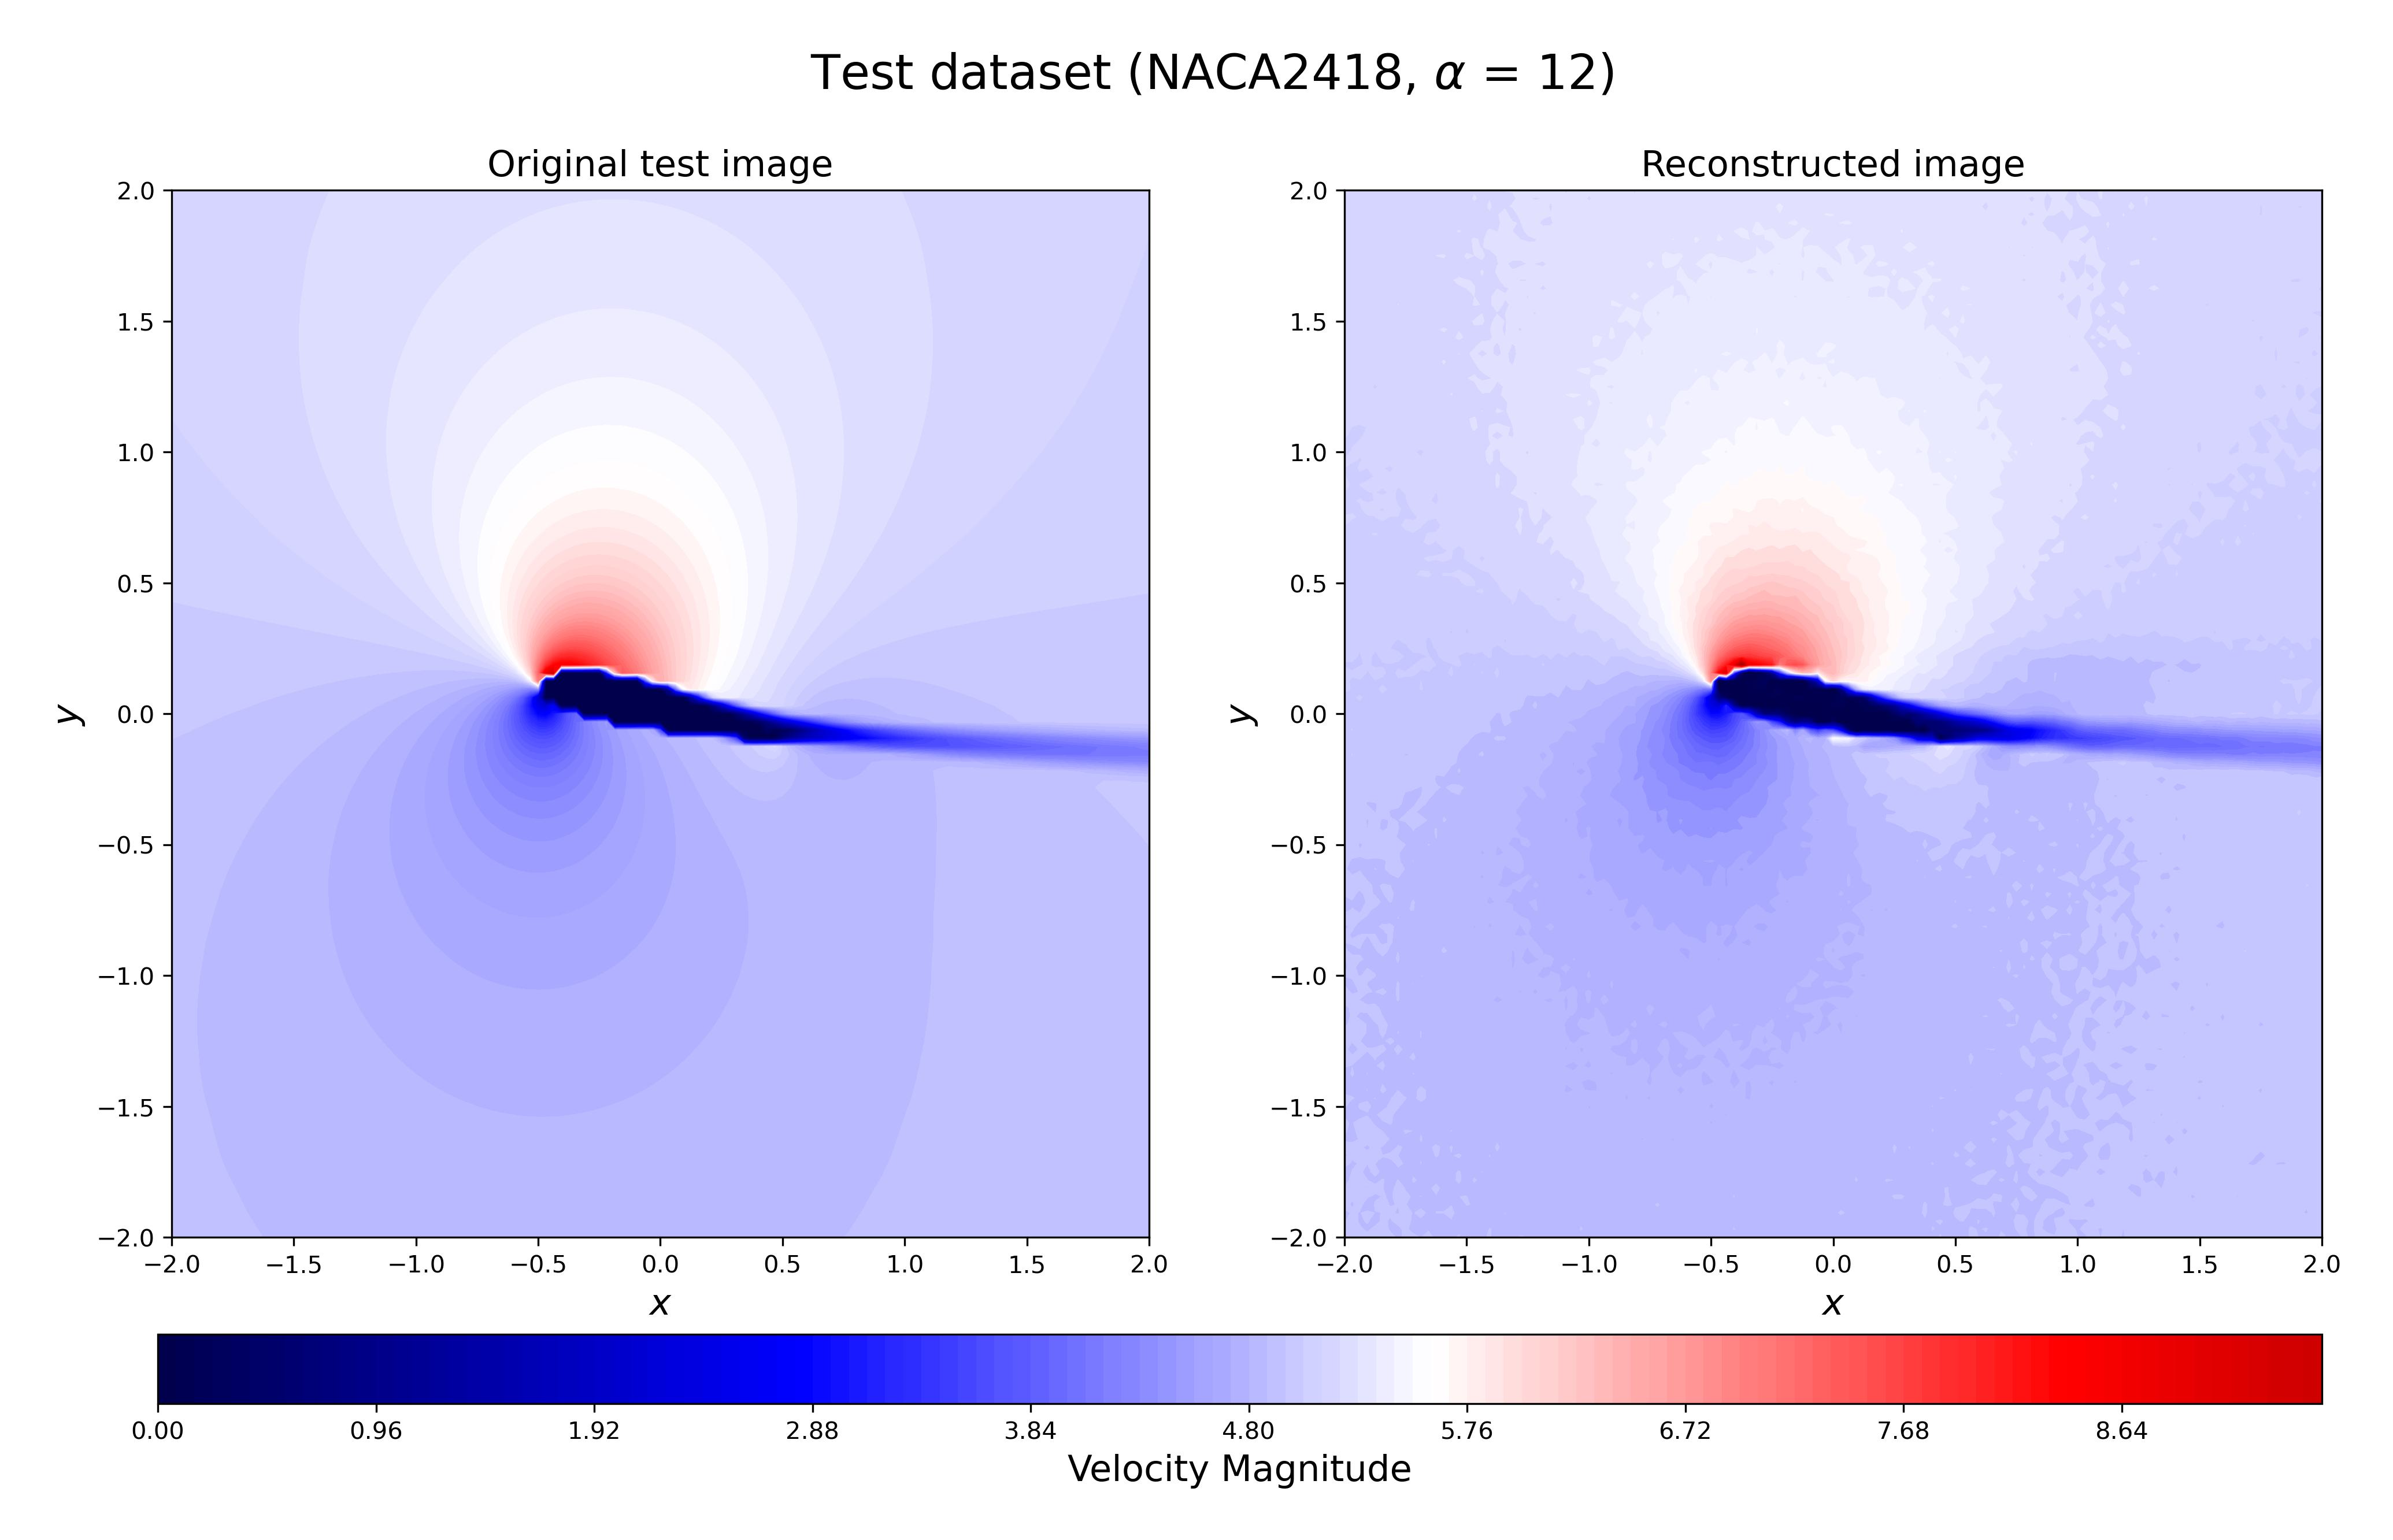 Test dataset (NACA2418, α = 12)
Original test image
2.0
1.5
1.0
0.5
0.0
−0.5
−1.0
−1.5
−2.0
y
−2.0 −1.5 −1.0 −0.5 0.0 0.5 1.0 1.5 2.0
x
Reconstructed image
2.0
1.5
1.0
0.5
0.0
−0.5
−1.0
−1.5
−2.0
y
−2.0 −1.5 −1.0 −0.5 0.0 0.5 1.0 1.5 2.0
x
0.00 0.96 1.92 2.88 3.84 4.80 5.76 6.72 7.68 8.64
Velocity Magnitude